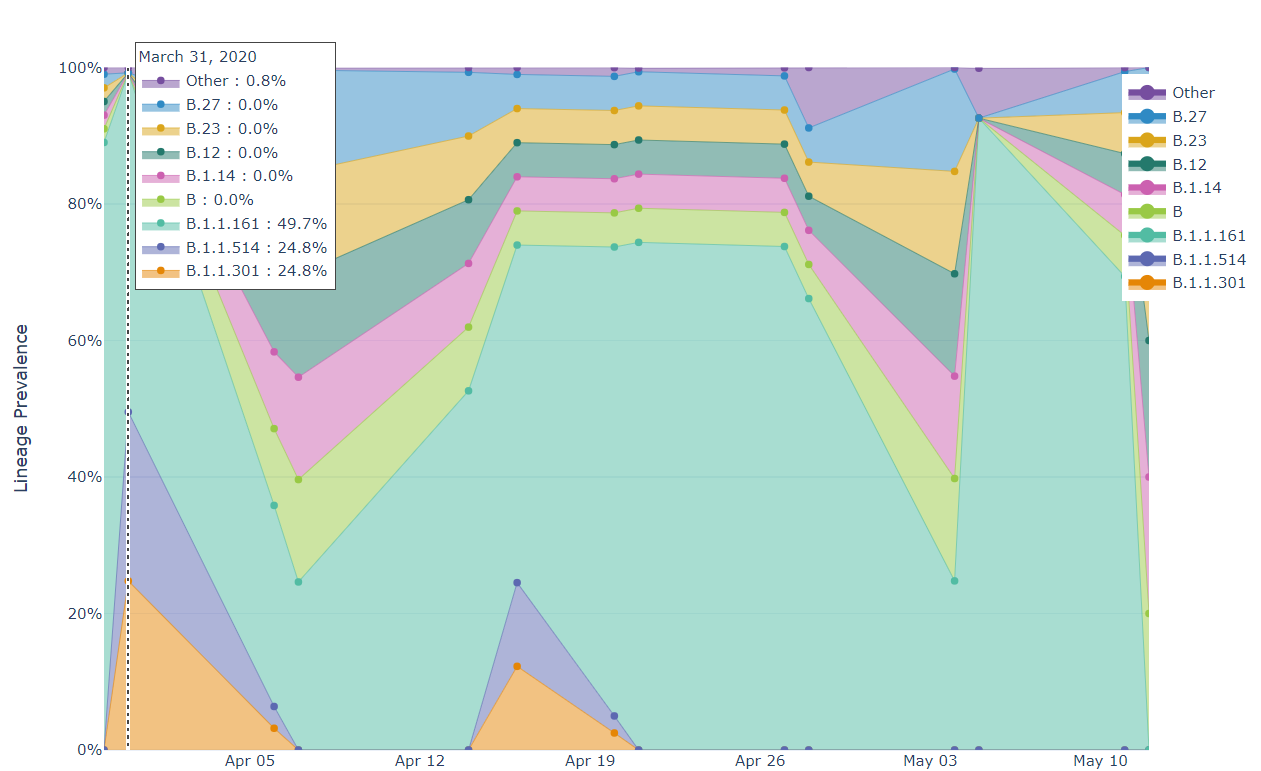 March 31, 2020
Other : 0.8%
B.27 : 0.0%
B.23 : 0.0%
B.12 : 0.0%
B.1.14 : 0.0%
B : 0.0%
B.1.1.161 : 49.7%
B.1.1.514 : 24.8%
B.1.1.301 : 24.8%
100%
80%
60%
40%
20%
0%
Lineage Prevalence
Apr 05
Apr 12
Apr 19
Apr 26
May 03
May 10
Other
B.27
B.23
B.12
B.1.14
B
B.1.1.161
B.1.1.514
B.1.1.301